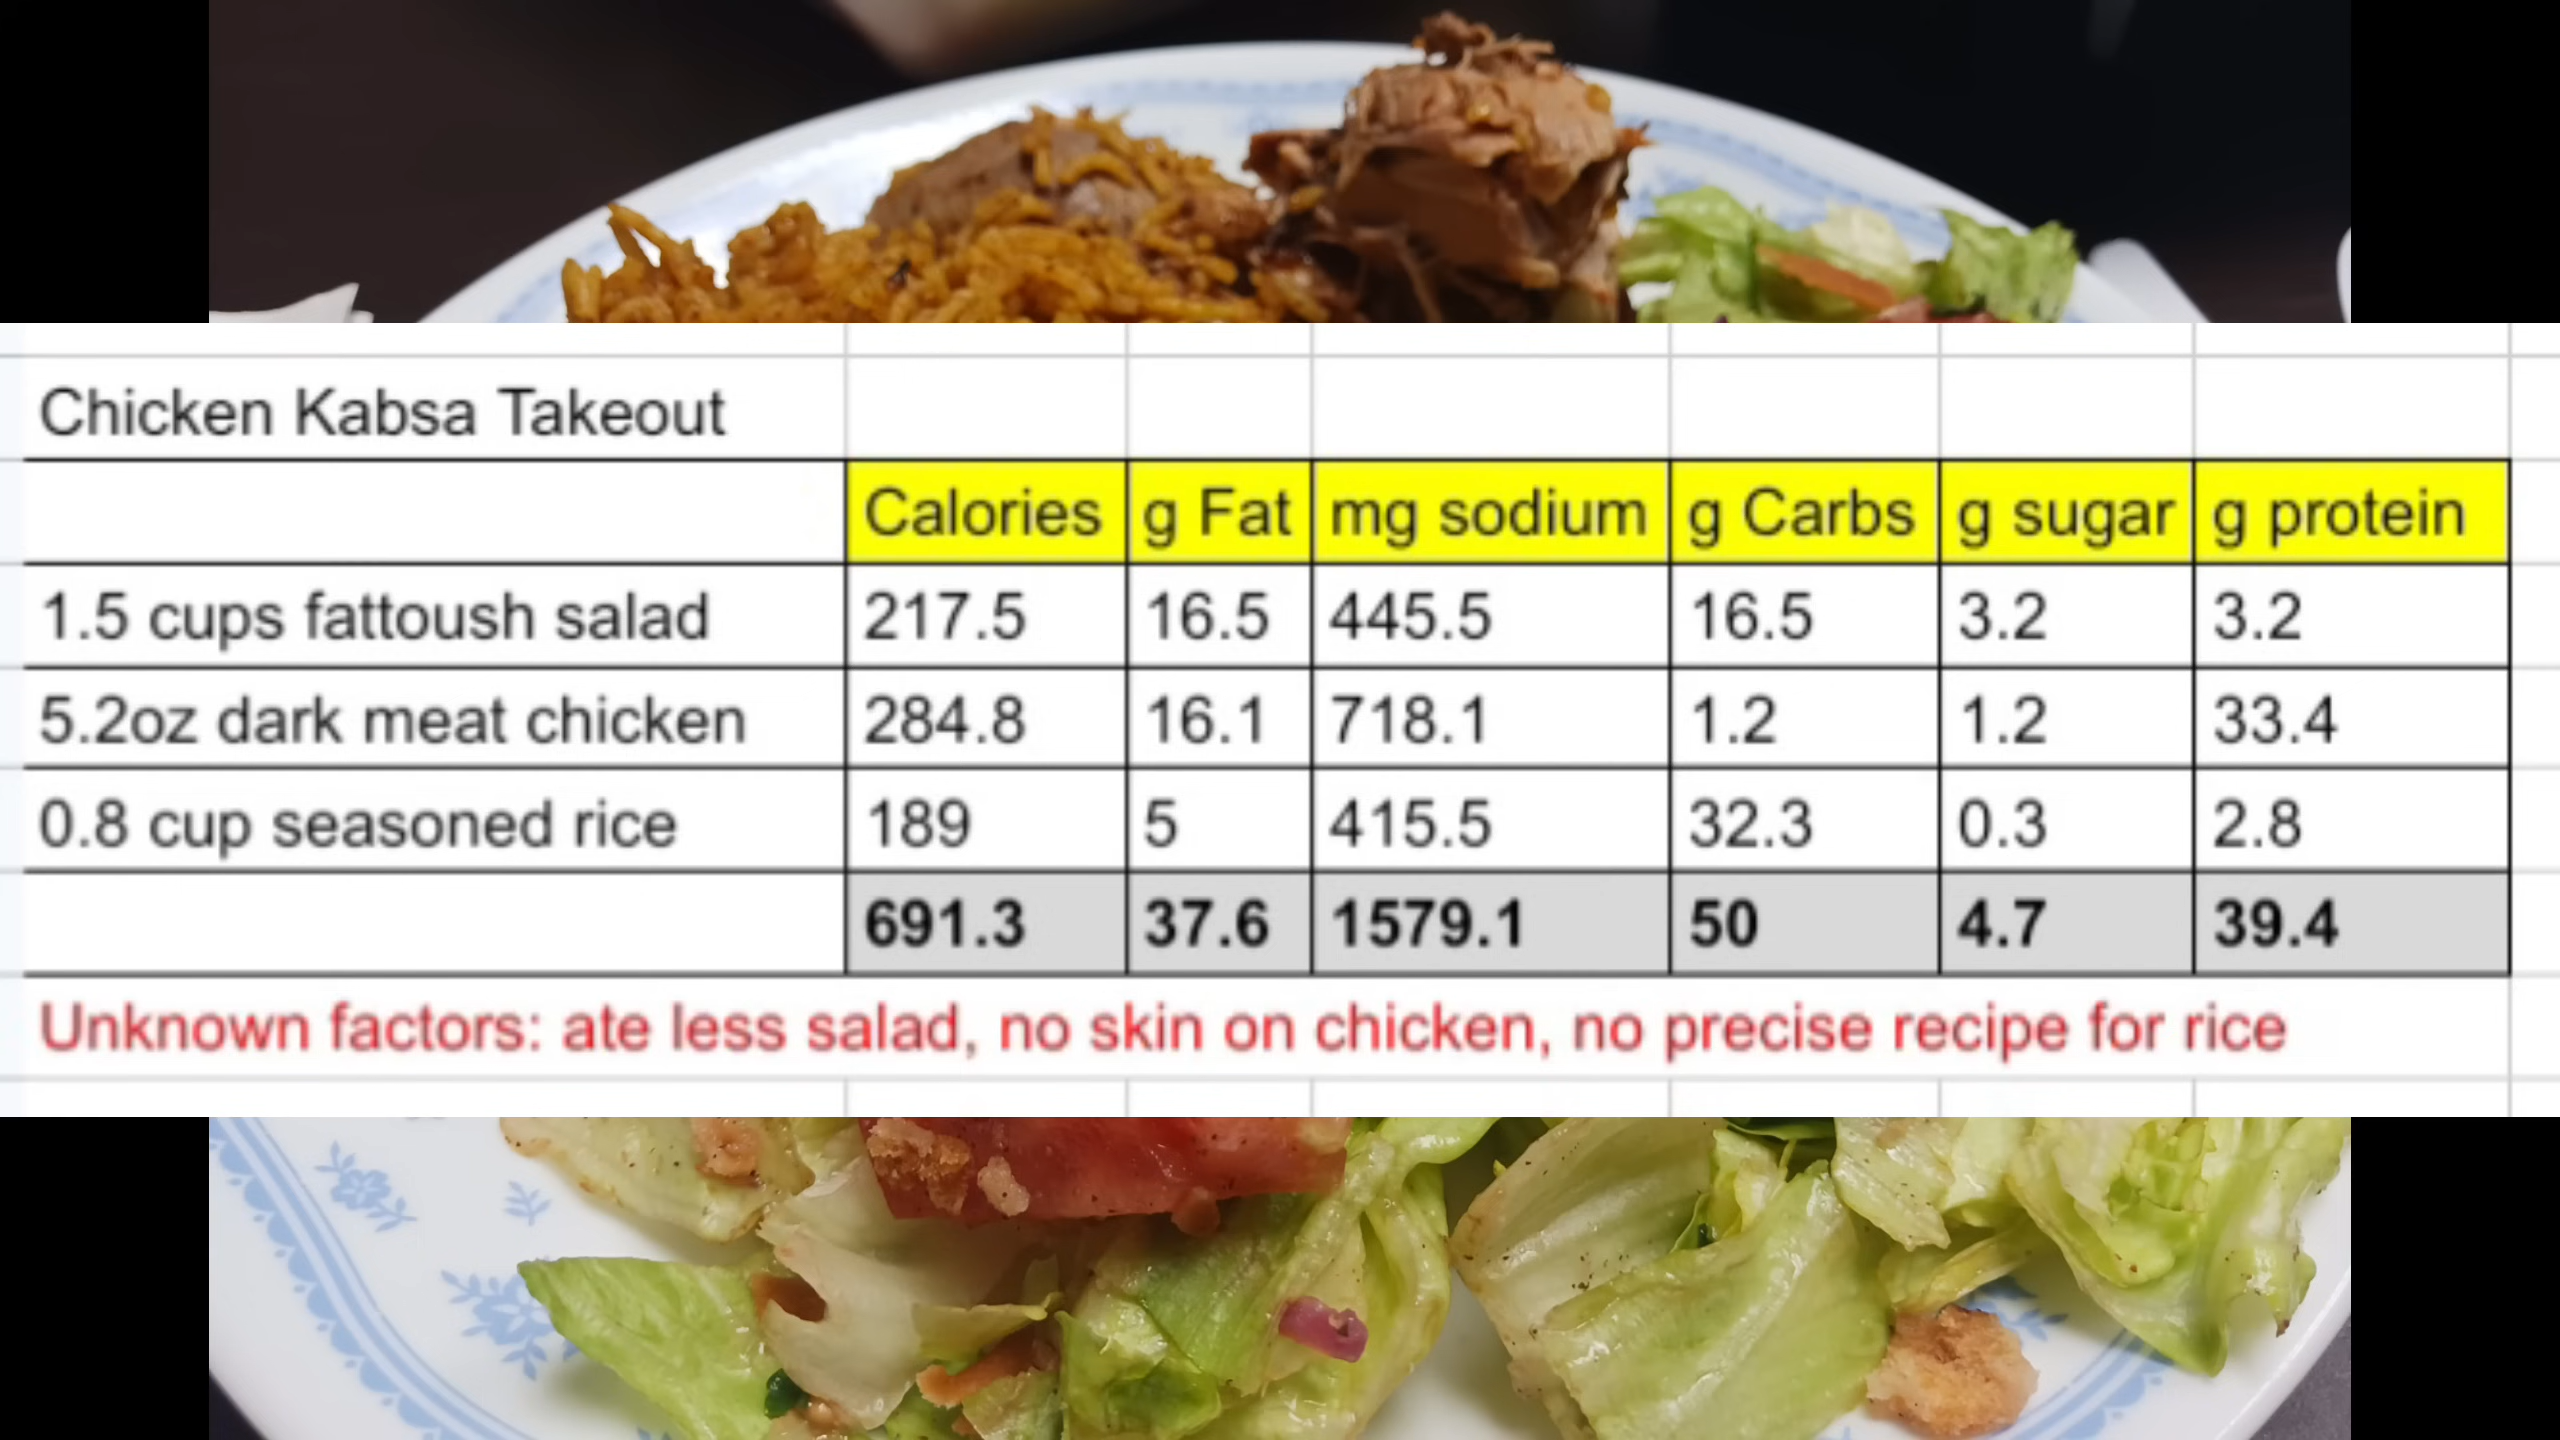 Chicken Kabsa Takeout
Calories g Fat mg sodium g Carbs g sugar g protein
1.5 cups fattoush salad 217.5 16.5 445.5 16.5 3.2 3.2
5.2oz dark meat chicken 284.8 16.1 718.1 1.2 1.2 33.4
0.8 cup seasoned rice 189 5 415.5 32.3 0.3 2.8
691.3 37.6 1579.1 50 4.7 39.4
Unknown factors: ate less salad, no skin on chicken, no precise recipe for rice